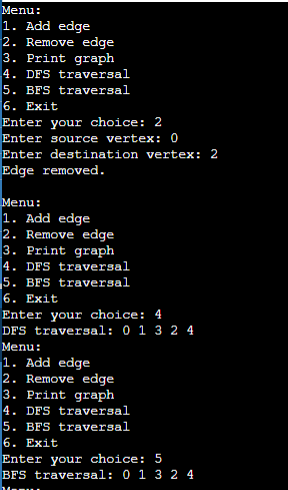 Menu:
1. Add edge
2. Remove edge
3. Print graph
4. DFS traversal
5. BFS traversal
6. Exit
Enter your choice: 2
Enter source vertex: 0
Enter destination vertex: 2
Edge removed.
Menu:
1. Add edge
2. Remove edge
3. Print graph
4. DFS traversal
5. BFS traversal
6. Exit
Enter your choice: 4
DFS traversal: 0 1 3 2 4
Menu:
1. Add edge
2. Remove edge
3. Print graph
4. DFS traversal
5. BFS traversal
6. Exit
Enter your choice: 5
BFS traversal: 0 1 3 2 4
Menu: